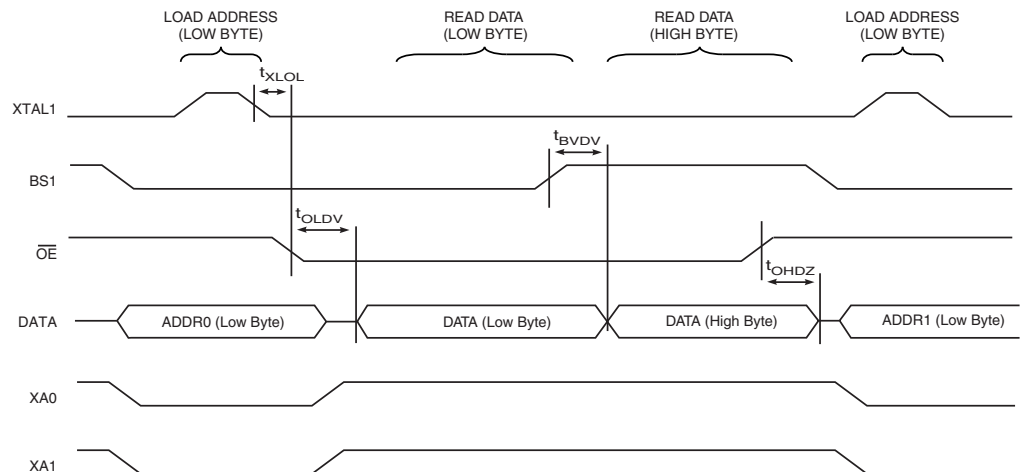 LOAD ADDRESS
(LOW BYTE)
READ DATA
(LOW BYTE)
READ DATA
(HIGH BYTE)
LOAD ADDRESS
(LOW BYTE)
tXLOL
XTAL1
tBVDV
BS1
tOLDV
OE
tOHDZ
DATA
ADDR0 (Low Byte)
DATA (Low Byte)
DATA (High Byte)
ADDR1 (Low Byte)
XA0
XA1